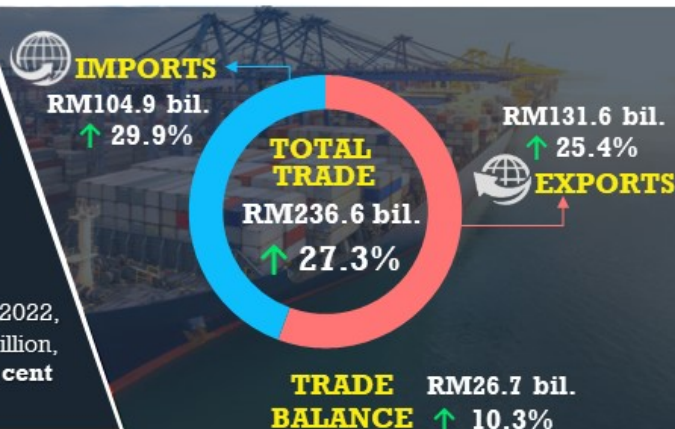 IMPORTS
RM104.9 bil.
↑ 29.9%
TOTAL
TRADE
RM236.6 bil.
↑ 27.3%
RM131.6 bil.
↑ 25.4%
EXPORTS
2022,
illion,
cent
TRADE RM26.7 bil.
BALANCE ↑ 10.3%